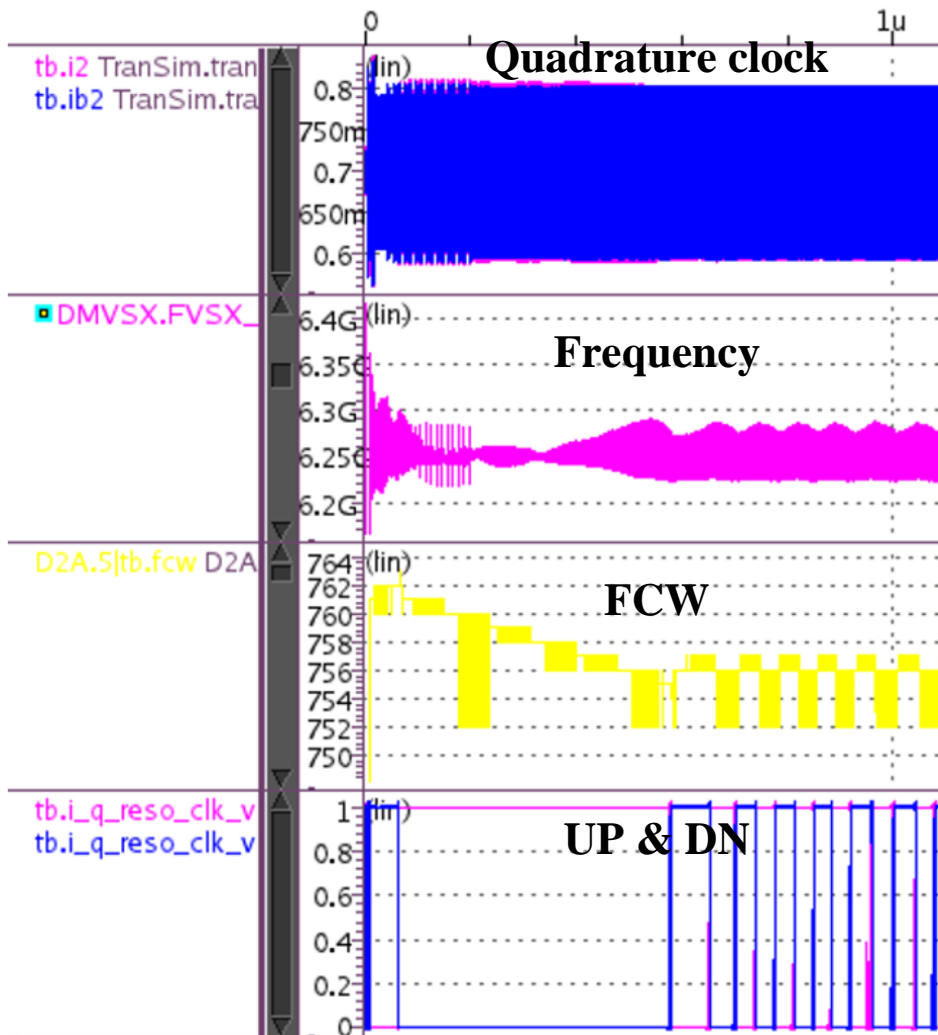 0 1u
tb.i2 TranSim.tran
tb.ib2 TranSim.tra
(lin)
Quadrature clock
0.8
750m
0.7
650m
0.6
DMVSX.FVSX_
(lin)
Frequency
6.4G
6.35G
6.3G
6.25G
6.2G
D2A.5|tb.fcw D2A
(lin)
FCW
764
762
760
758
756
754
752
750
tb.i_q_reso_clk_v
tb.i_q_reso_clk_v
(lin)
UP & DN
1
0.8
0.6
0.4
0.2
0